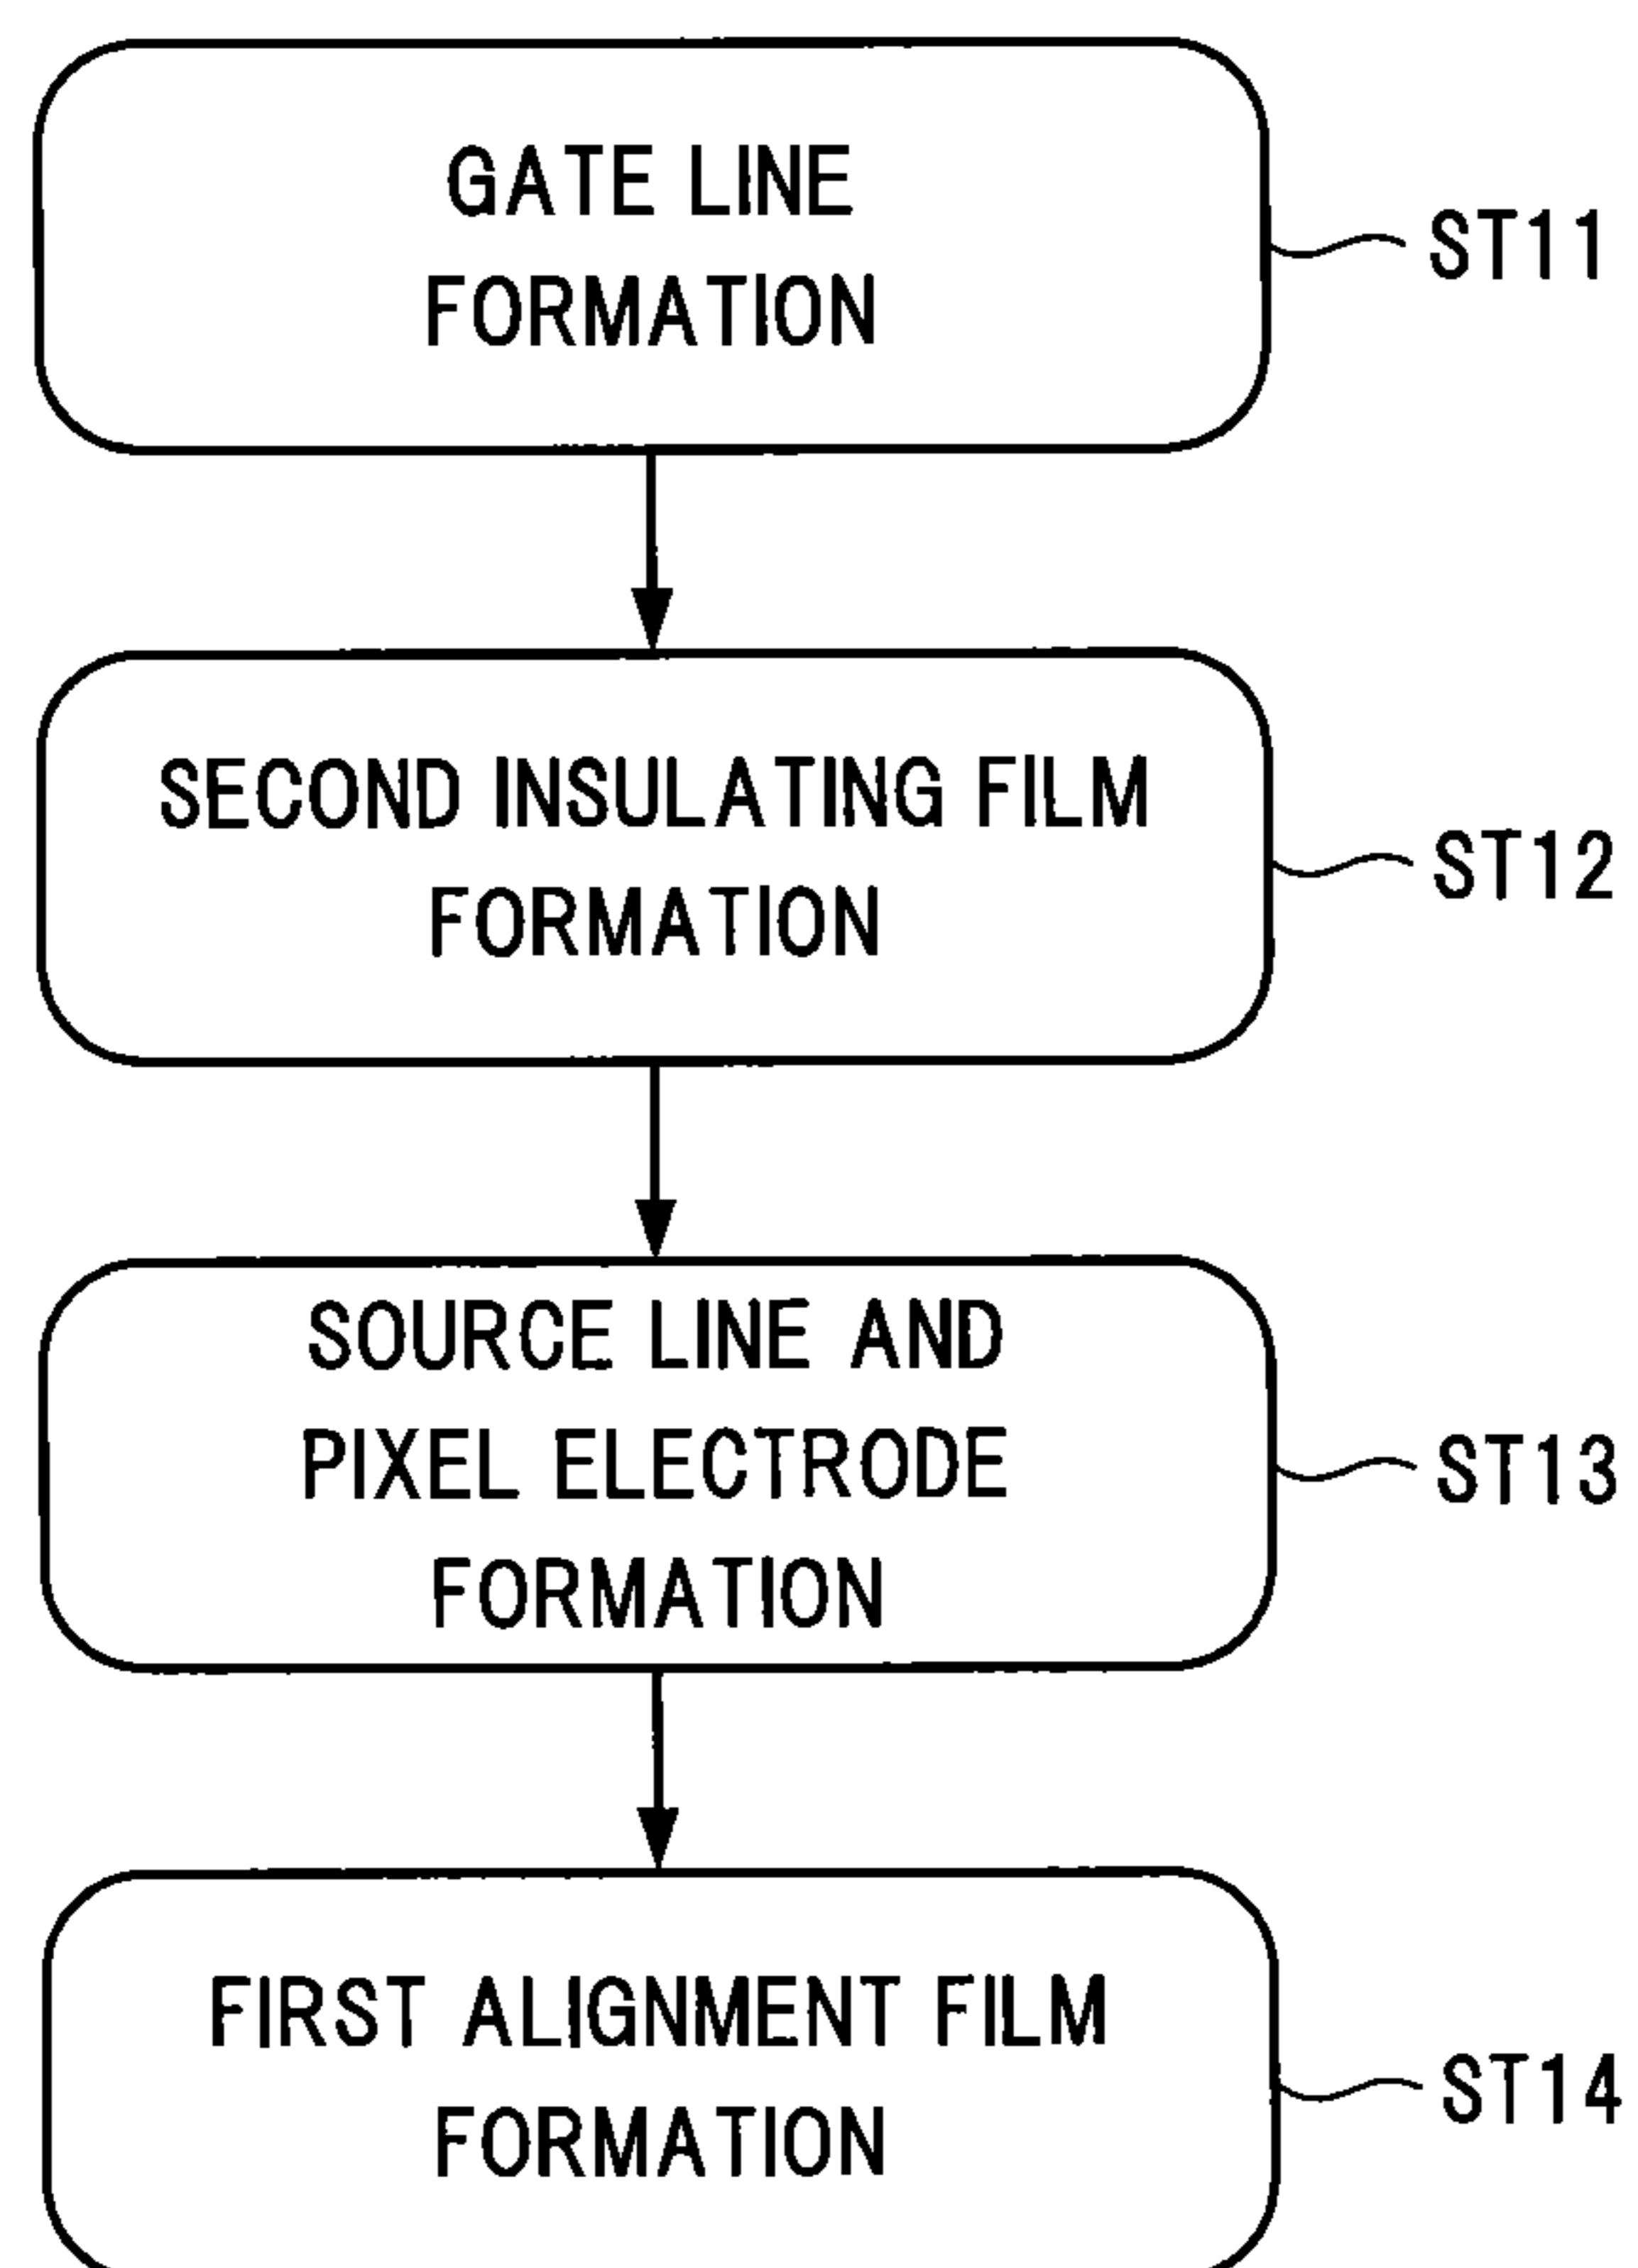 GATE LINE
FORMATION
ST11
SECOND INSULATING FILM
FORMATION
ST12
SOURCE LINE AND
PIXEL ELECTRODE
FORMATION
ST13
FIRST ALIGNMENT FILM
FORMATION
ST14